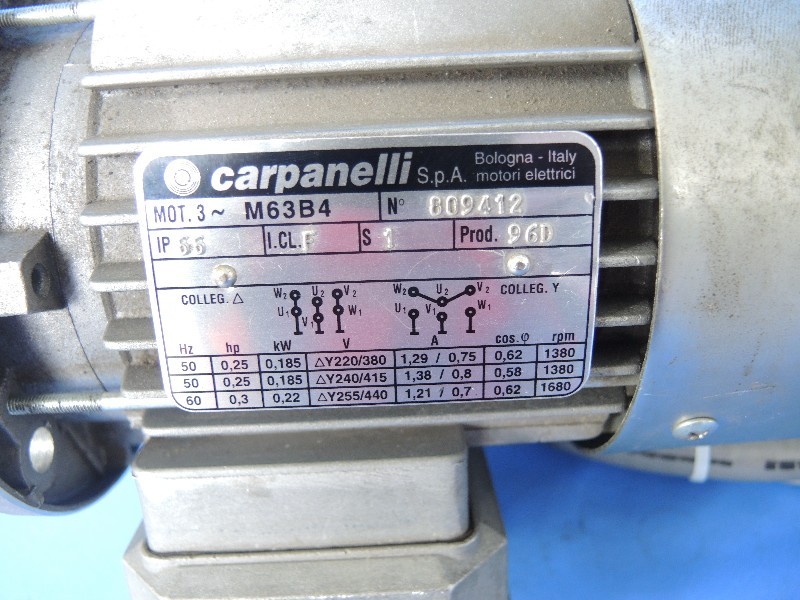 carpanelli S.p.A. Bologna - Italy
motori elettrici
MOT. 3 ~ M63B4 N° 609412
I.CL. F S 1 Prod. 96D
IP
COLLEG. △ W2 U2 V2 W2 U2 V2 COLLEG. Y
U1 V1 W1 U1 V1 W1
Hz hp kW V A cos.φ rpm
50 0,25 0,185 △Y220/380 1,29 / 0,75 0,62 1380
50 0,25 0,185 △Y240/415 1,38 / 0,8 0,58 1380
60 0,3 0,22 △Y255/440 1,21 / 0,7 0,62 1680